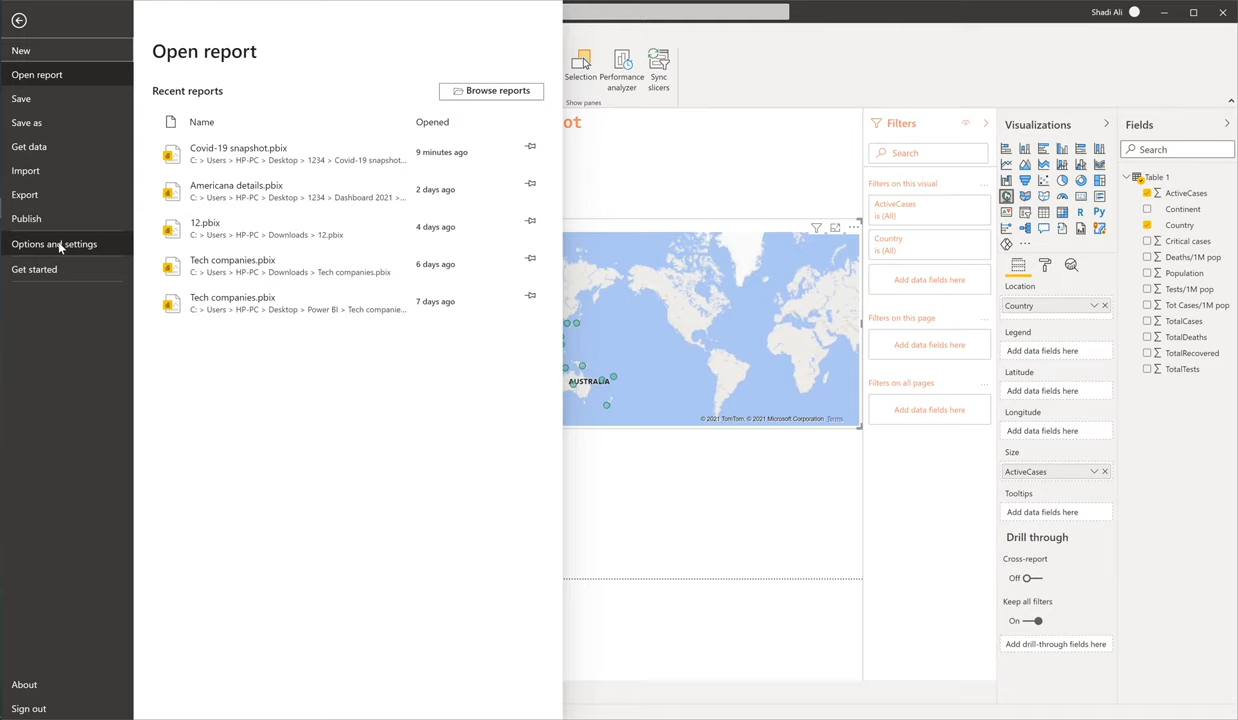 Shadi Ali
New
Open report
Save
Save as
Get data
Import
Export
Publish
Options and settings
Get started
About
Sign out
Open report
Recent reports
Browse reports
Name
Opened
Covid-19 snapshot.pbix
C: > Users > HP-PC > Desktop > 1234 > Covid-19 snapshot...
9 minutes ago
Americana details.pbix
C: > Users > HP-PC > Desktop > 1234 > Dashboard 2021 >...
2 days ago
12.pbix
C: > Users > HP-PC > Downloads > 12.pbix
4 days ago
Tech companies.pbix
C: > Users > HP-PC > Downloads > Tech companies.pbix
6 days ago
Tech companies.pbix
C: > Users > HP-PC > Desktop > Power BI > Tech companie...
7 days ago
Selection
Performance
analyzer
Sync
slicers
Show panes
ot
AUSTRALIA
© 2021 TomTom, © 2021 Microsoft Corporation Terms
Filters
Search
Filters on this visual
...
ActiveCases
is (All)
Country
is (All)
Add data fields here
Filters on this page
...
Add data fields here
Filters on all pages
...
Add data fields here
Visualizations
R
Py
...
Location
Country
Legend
Add data fields here
Latitude
Add data fields here
Longitude
Add data fields here
Size
ActiveCases
Tooltips
Add data fields here
Drill through
Cross-report
Off
Keep all filters
On
Add drill-through fields here
Fields
Search
Table 1
ActiveCases
Continent
Country
Critical cases
Deaths/1M pop
Population
Tests/1M pop
Tot Cases/1M pop
TotalCases
TotalDeaths
TotalRecovered
TotalTests